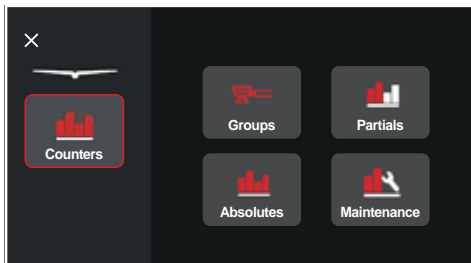 Groups
Partials
Counters
Absolutes
Maintenance